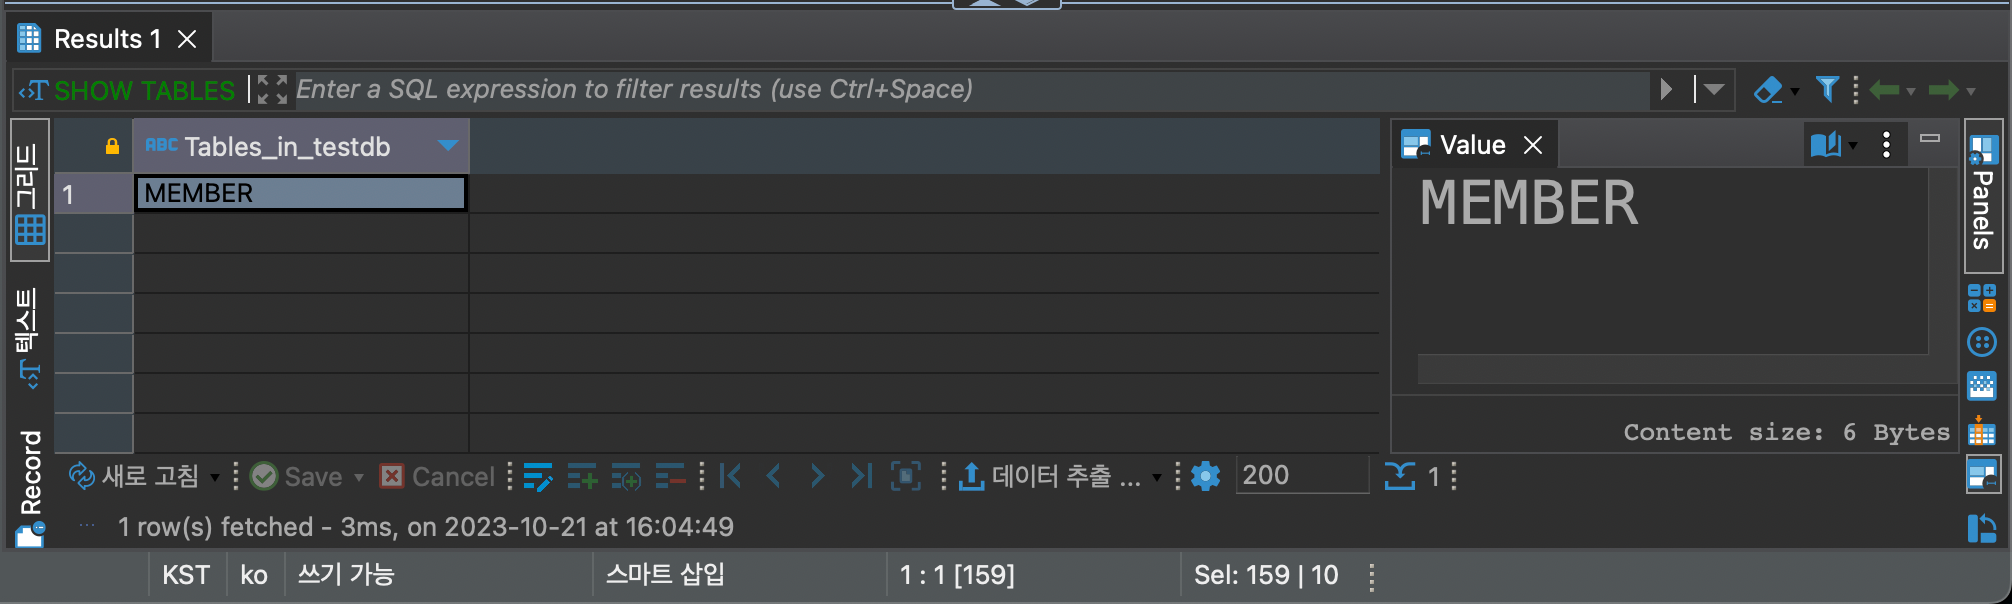 Results 1
SHOW TABLES Enter a SQL expression to filter results (use Ctrl+Space)
그리드
텍스트
Record
ABC Tables_in_testdb
1 MEMBER
Value
MEMBER
Content size: 6 Bytes
Panels
새로 고침 Save Cancel 데이터 추출 ... 200 1
1 row(s) fetched - 3ms, on 2023-10-21 at 16:04:49
KST ko 쓰기 가능 스마트 삽입 1 : 1 [159] Sel: 159 | 10